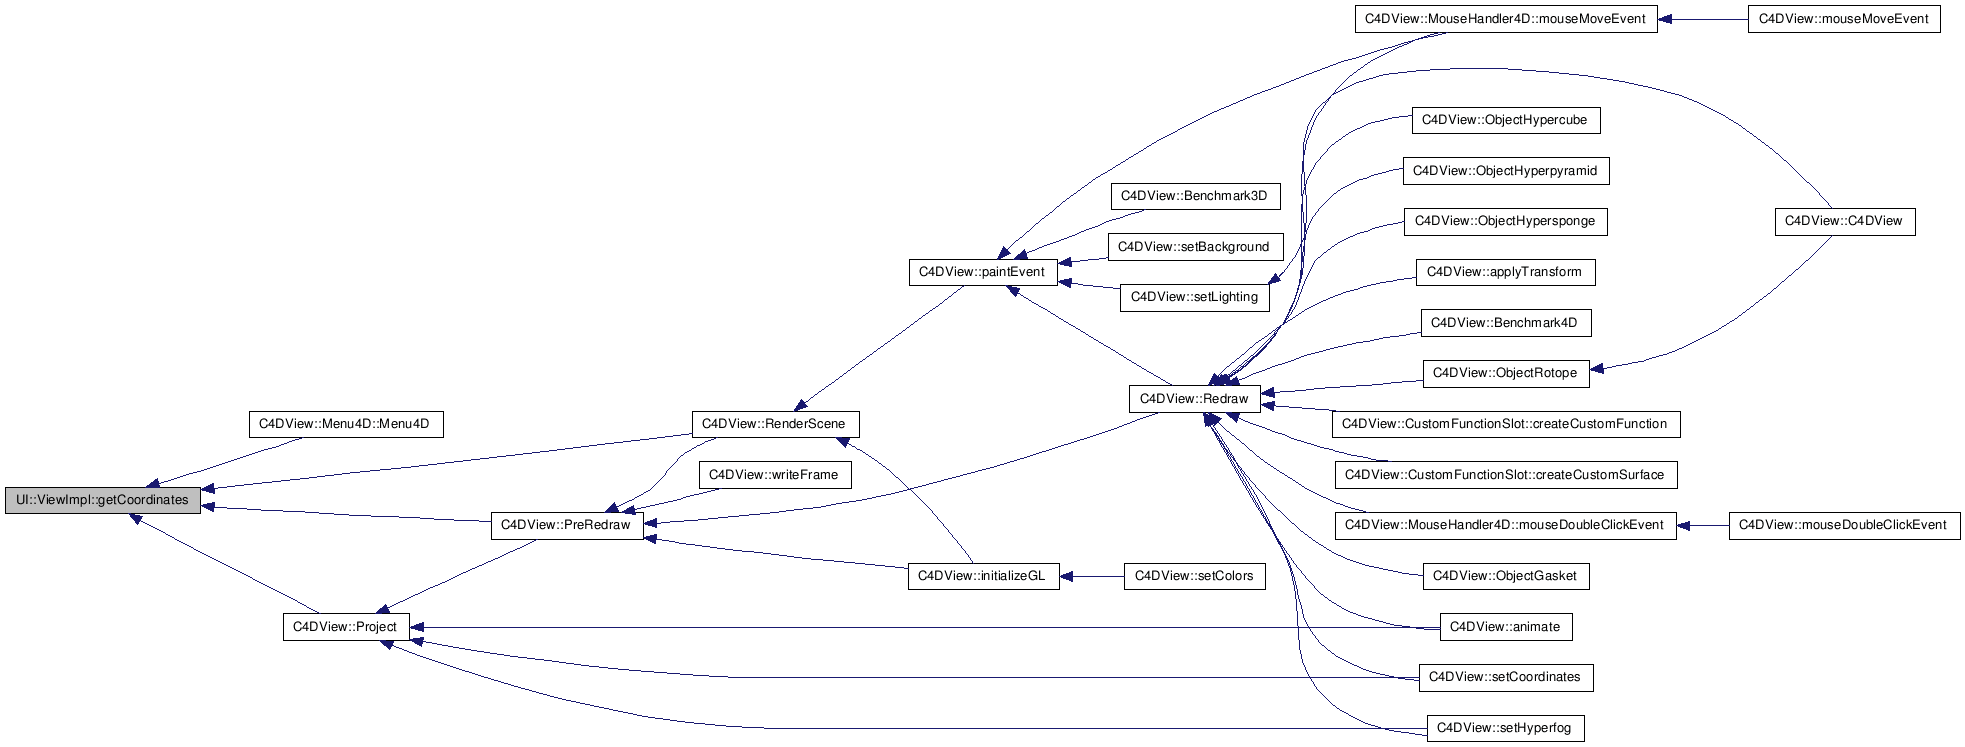 C4DView::MouseHandler4D::mouseMoveEvent
C4DView::mouseMoveEvent
C4DView::ObjectHypercube
C4DView::ObjectHyperpyramid
C4DView::Benchmark3D
C4DView::ObjectHypersponge
C4DView::C4DView
C4DView::setBackground
C4DView::paintEvent
C4DView::applyTransform
C4DView::setLighting
C4DView::Benchmark4D
C4DView::ObjectRotope
C4DView::Redraw
C4DView::Menu4D::Menu4D
C4DView::RenderScene
C4DView::CustomFunctionSlot::createCustomFunction
C4DView::writeFrame
C4DView::CustomFunctionSlot::createCustomSurface
UI::ViewImpl::getCoordinates
C4DView::PreRedraw
C4DView::MouseHandler4D::mouseDoubleClickEvent
C4DView::mouseDoubleClickEvent
C4DView::initializeGL
C4DView::setColors
C4DView::ObjectGasket
C4DView::Project
C4DView::animate
C4DView::setCoordinates
C4DView::setHyperfog